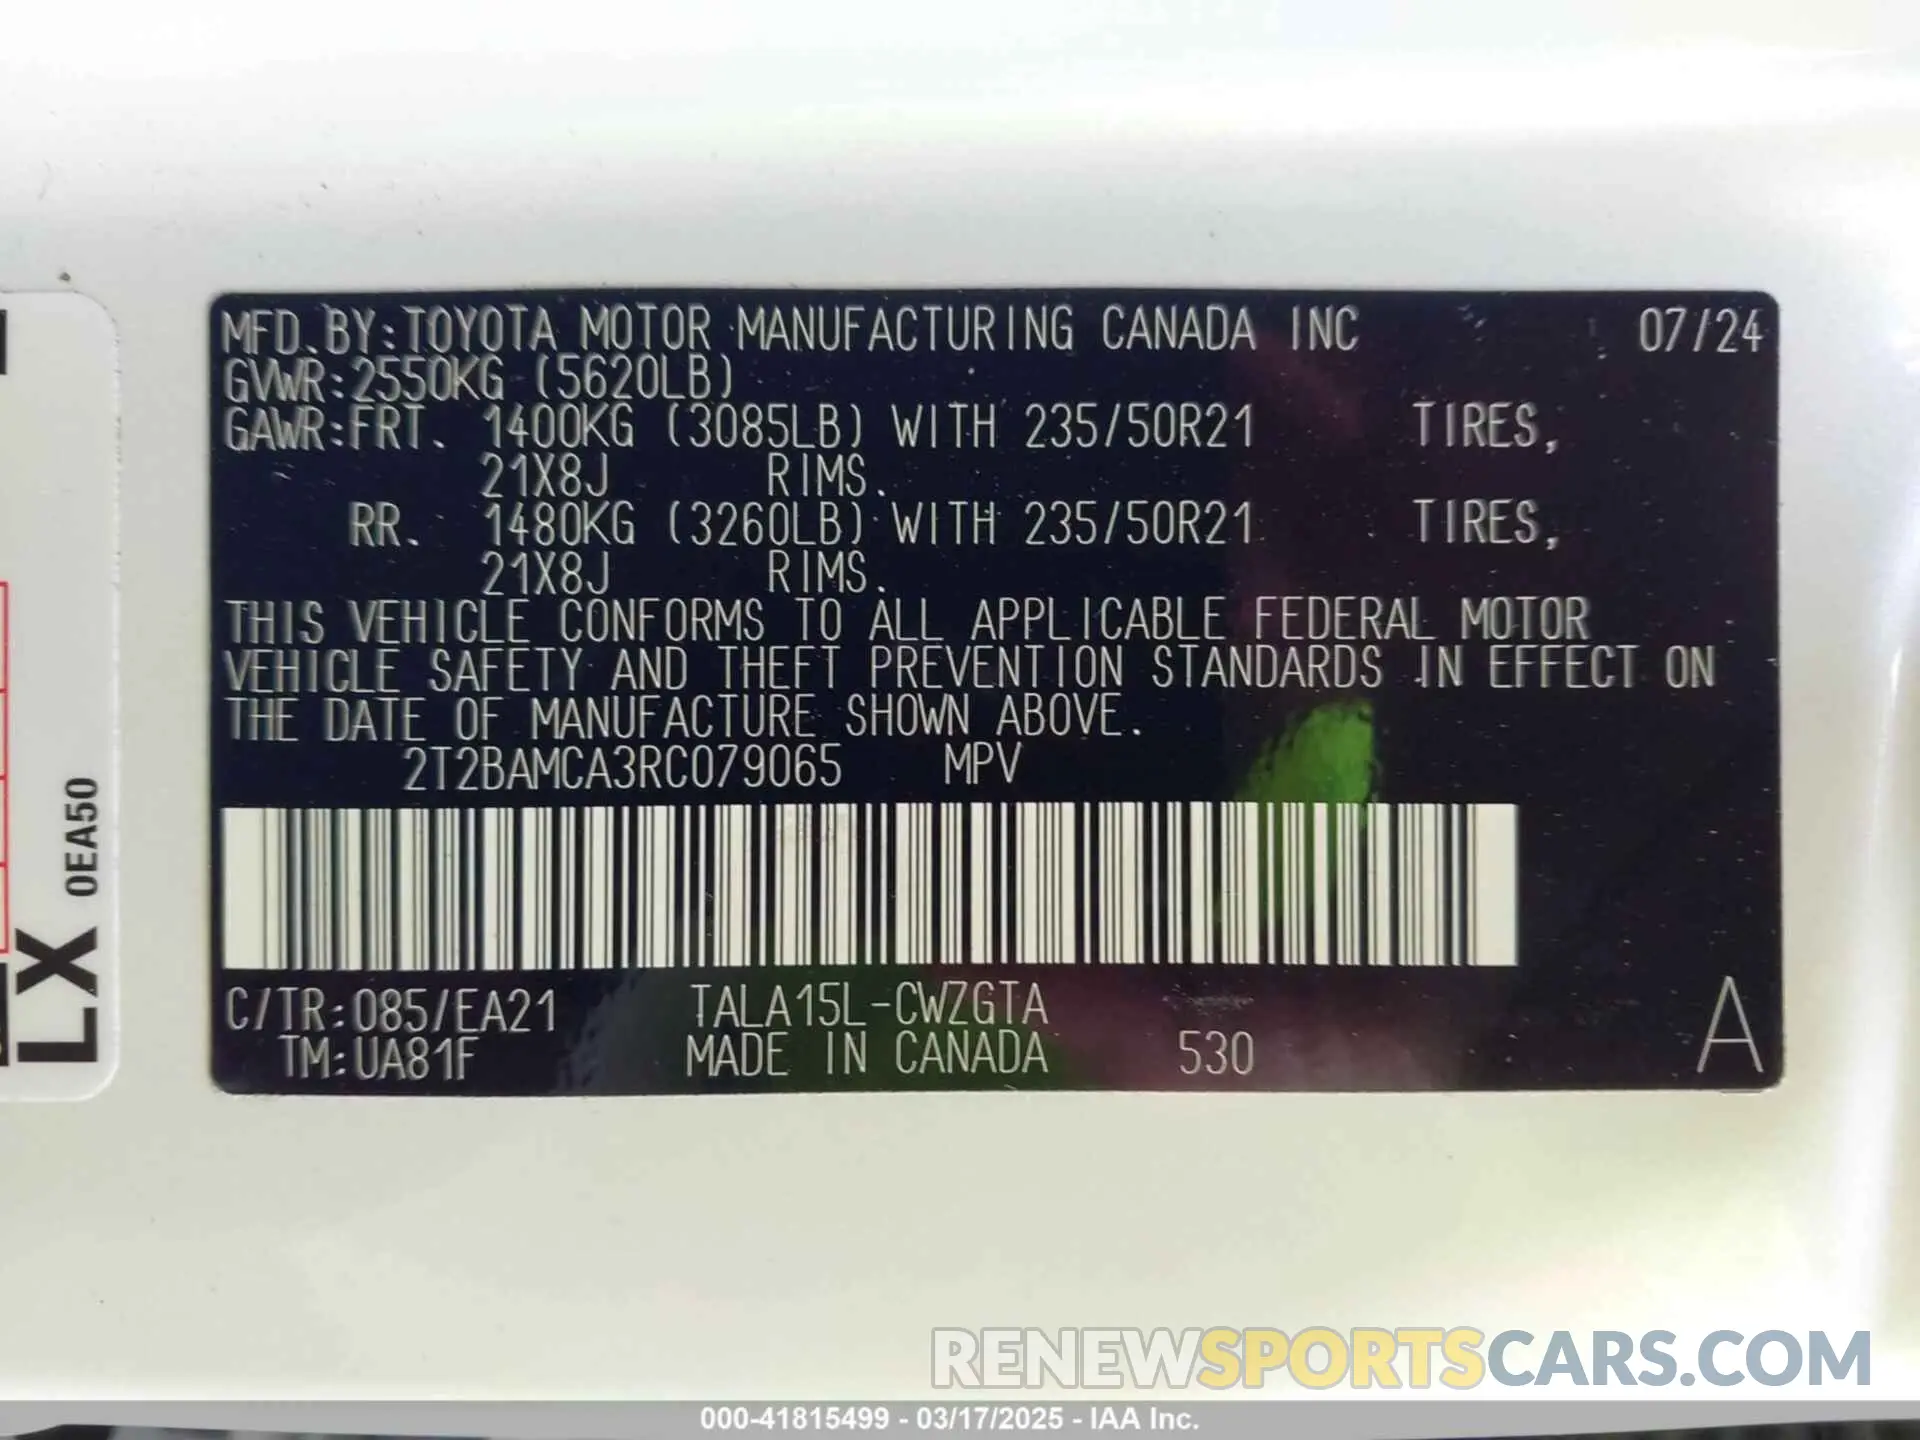 MFD.BY:TOYOTA MOTOR MANUFACTURING CANADA INC 07/24
GVWR:2550KG (5620LB)
GAWR:FRT. 1400KG (3085LB) WITH 235/50R21 TIRES,
21X8J RIMS.
RR. 1480KG (3260LB) WITH 235/50R21 TIRES,
21X8J RIMS.
THIS VEHICLE CONFORMS TO ALL APPLICABLE FEDERAL MOTOR
VEHICLE SAFETY AND THEFT PREVENTION STANDARDS IN EFFECT ON
THE DATE OF MANUFACTURE SHOWN ABOVE.
2T2BAMCA3RC079065 MPV
C/TR:085/EA21 TALA15L-CWZGTA
TM:UA81F MADE IN CANADA 530 A
LX 0EA50
RENEWSPORTSCARS.COM
000-41815499 - 03/17/2025 - IAA Inc.